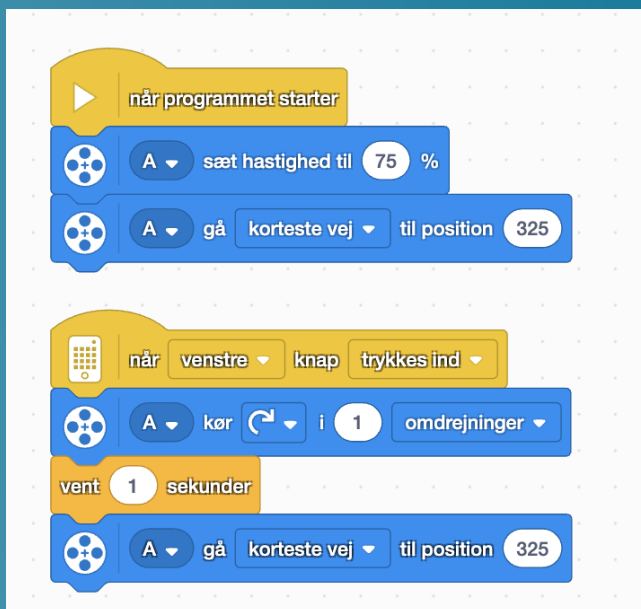 når programmet starter
A sæt hastighed til 75 %
A gå korteste vej til position 325
når venstre knap trykkes ind
A kør i 1 omdrejninger
vent 1 sekunder
A gå korteste vej til position 325